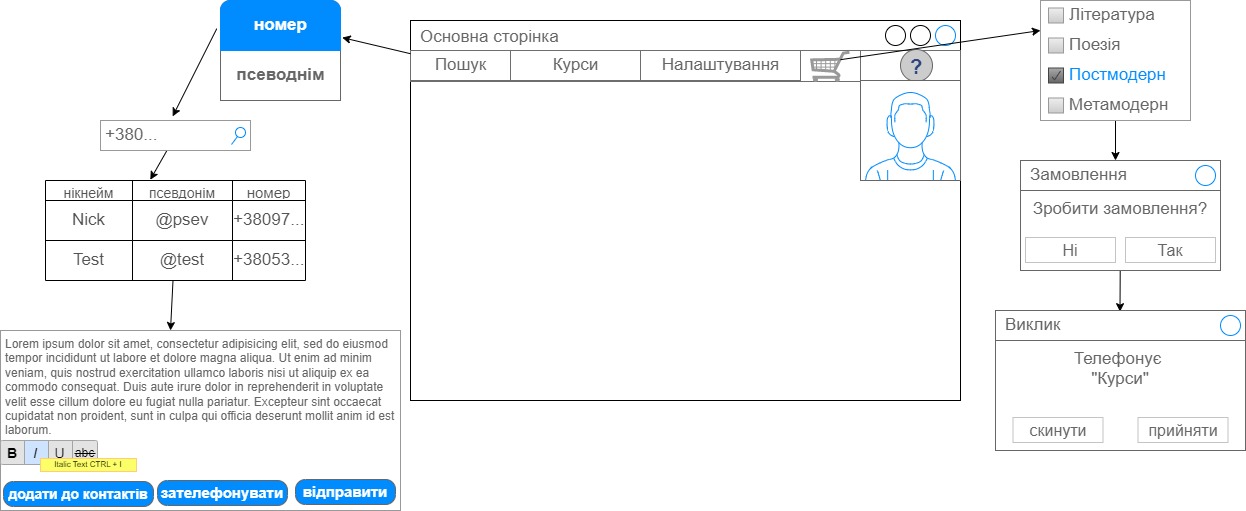 номер
псеводнім
+380...
нікнейм псевдонім номер
Nick @psev +38097...
Test @test +38053...
Lorem ipsum dolor sit amet, consectetur adipisicing elit, sed do eiusmod
tempor incididunt ut labore et dolore magna aliqua. Ut enim ad minim
veniam, quis nostrud exercitation ullamco laboris nisi ut aliquip ex ea
commodo consequat. Duis aute irure dolor in reprehenderit in voluptate
velit esse cillum dolore eu fugiat nulla pariatur. Excepteur sint occaecat
cupidatat non proident, sunt in culpa qui officia deserunt mollit anim id est
laborum.
B I U abc
Italic Text CTRL + I
додати до контактів зателефонувати відправити
Основна сторінка
Пошук Курси Налаштування ?
Література
Поезія
Постмодерн
Метамодерн
Замовлення
Зробити замовлення?
Ні Так
Виклик
Телефонує
"Курси"
скинути прийняти